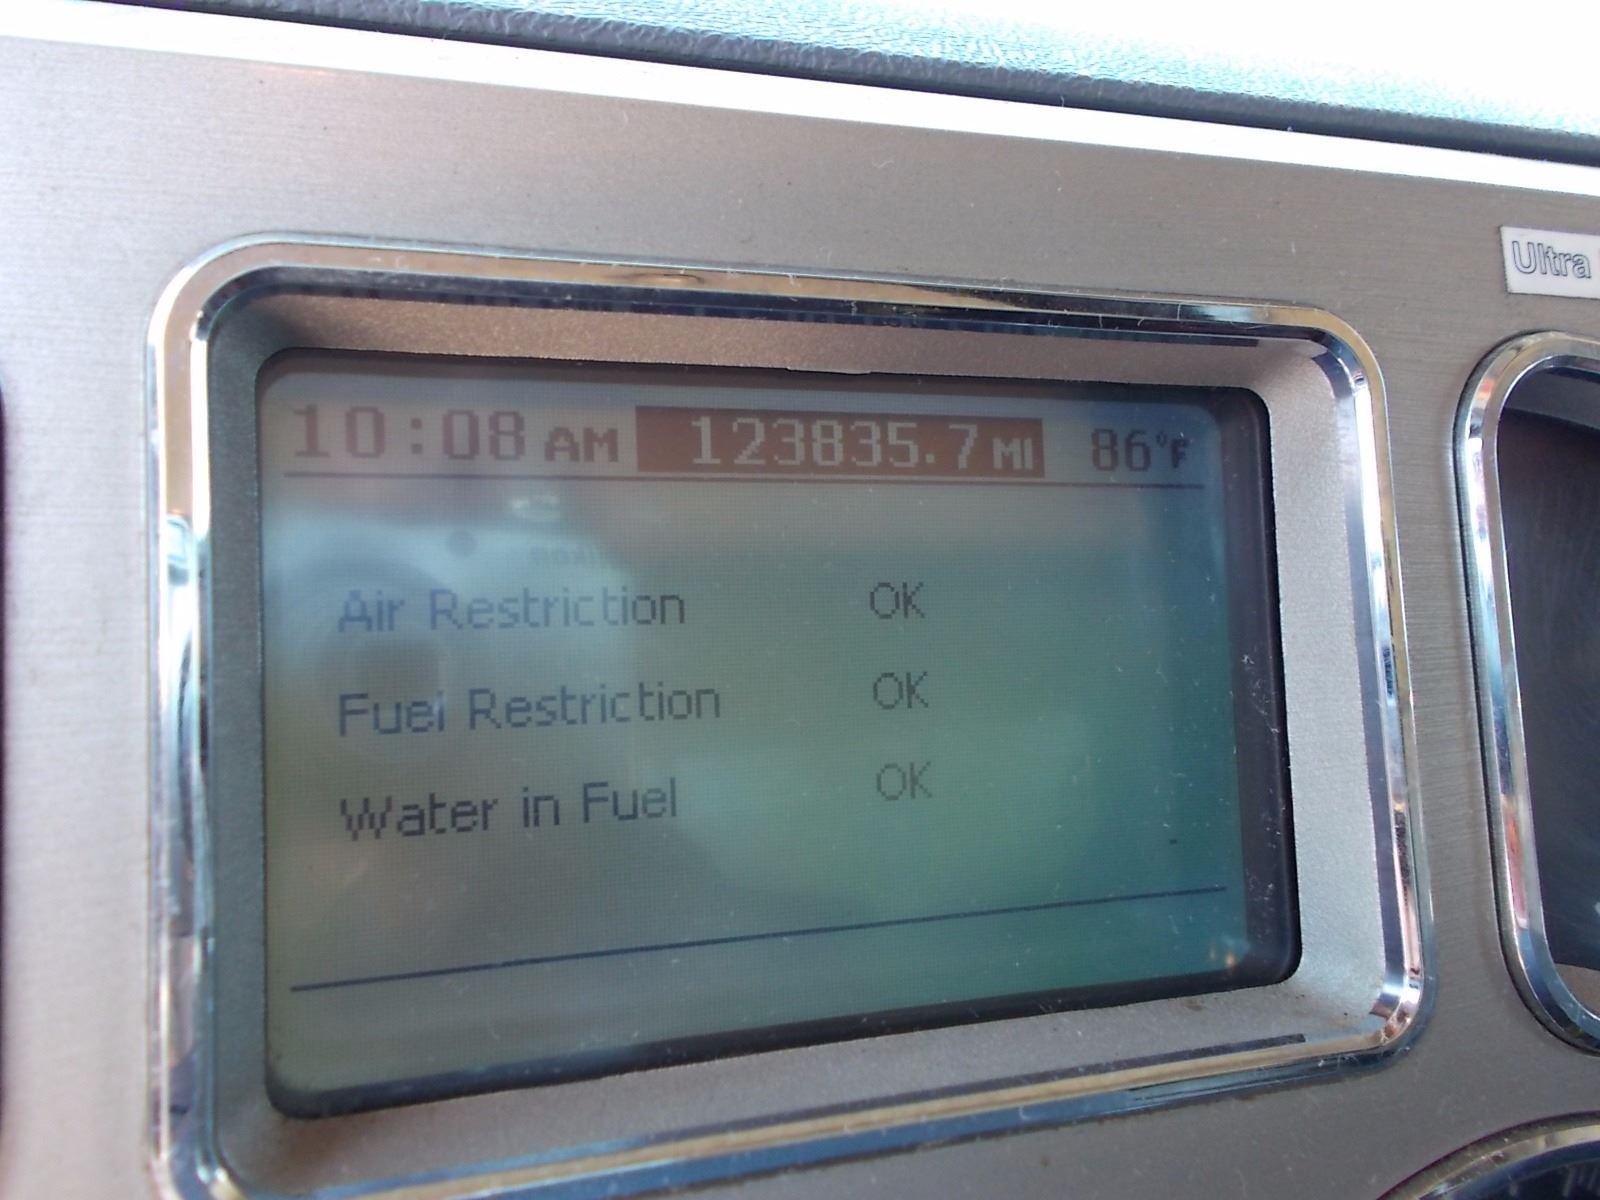 Ultra
10:08 AM 123835.7 MI 86°F
Air Restriction OK
Fuel Restriction OK
Water in Fuel OK